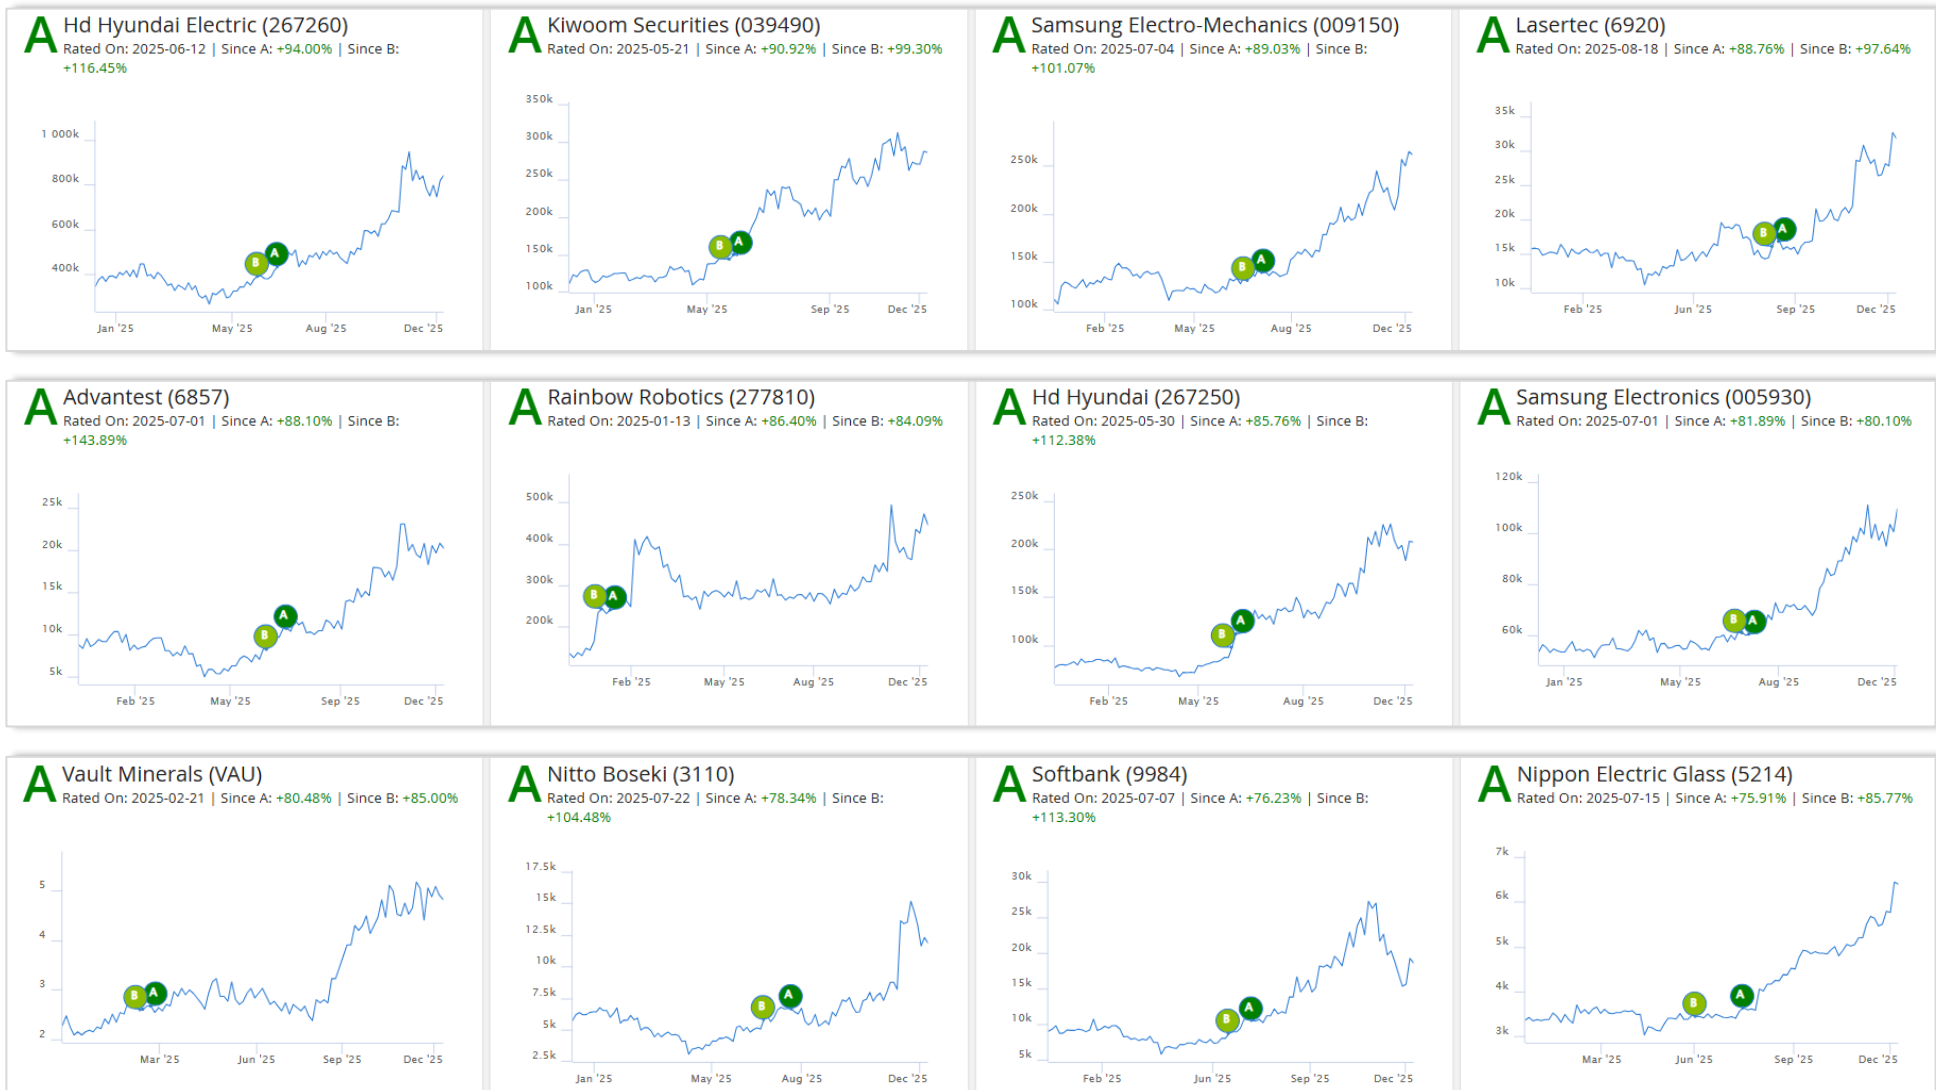 A Hd Hyundai Electric (267260)
Rated On: 2025-06-12 | Since A: +94.00% | Since B:
+116.45%
1 000k
800k
600k
400k
B A
Jan '25 May '25 Aug '25 Dec '25
A Kiwoom Securities (039490)
Rated On: 2025-05-21 | Since A: +90.92% | Since B: +99.30%
350k
300k
250k
200k
150k
100k
B A
Jan '25 May '25 Sep '25 Dec '25
A Samsung Electro-Mechanics (009150)
Rated On: 2025-07-04 | Since A: +89.03% | Since B:
+101.07%
250k
200k
150k
100k
B A
Feb '25 May '25 Aug '25 Dec '25
A Lasertec (6920)
Rated On: 2025-08-18 | Since A: +88.76% | Since B: +97.64%
35k
30k
25k
20k
15k
10k
B A
Feb '25 Jun '25 Sep '25 Dec '25
A Advantest (6857)
Rated On: 2025-07-01 | Since A: +88.10% | Since B:
+143.89%
25k
20k
15k
10k
5k
B A
Feb '25 May '25 Sep '25 Dec '25
A Rainbow Robotics (277810)
Rated On: 2025-01-13 | Since A: +86.40% | Since B: +84.09%
500k
400k
300k
200k
B A
Feb '25 May '25 Aug '25 Dec '25
A Hd Hyundai (267250)
Rated On: 2025-05-30 | Since A: +85.76% | Since B:
+112.38%
250k
200k
150k
100k
B A
Feb '25 May '25 Aug '25 Dec '25
A Samsung Electronics (005930)
Rated On: 2025-07-01 | Since A: +81.89% | Since B: +80.10%
120k
100k
80k
60k
B A
Jan '25 May '25 Aug '25 Dec '25
A Vault Minerals (VAU)
Rated On: 2025-02-21 | Since A: +80.48% | Since B: +85.00%
5
4
3
2
B A
Mar '25 Jun '25 Sep '25 Dec '25
A Nitto Boseki (3110)
Rated On: 2025-07-22 | Since A: +78.34% | Since B:
+104.48%
17.5k
15k
12.5k
10k
7.5k
5k
2.5k
B A
Jan '25 May '25 Aug '25 Dec '25
A Softbank (9984)
Rated On: 2025-07-07 | Since A: +76.23% | Since B:
+113.30%
30k
25k
20k
15k
10k
5k
B A
Feb '25 Jun '25 Sep '25 Dec '25
A Nippon Electric Glass (5214)
Rated On: 2025-07-15 | Since A: +75.91% | Since B: +85.77%
7k
6k
5k
4k
3k
B A
Mar '25 Jun '25 Sep '25 Dec '25